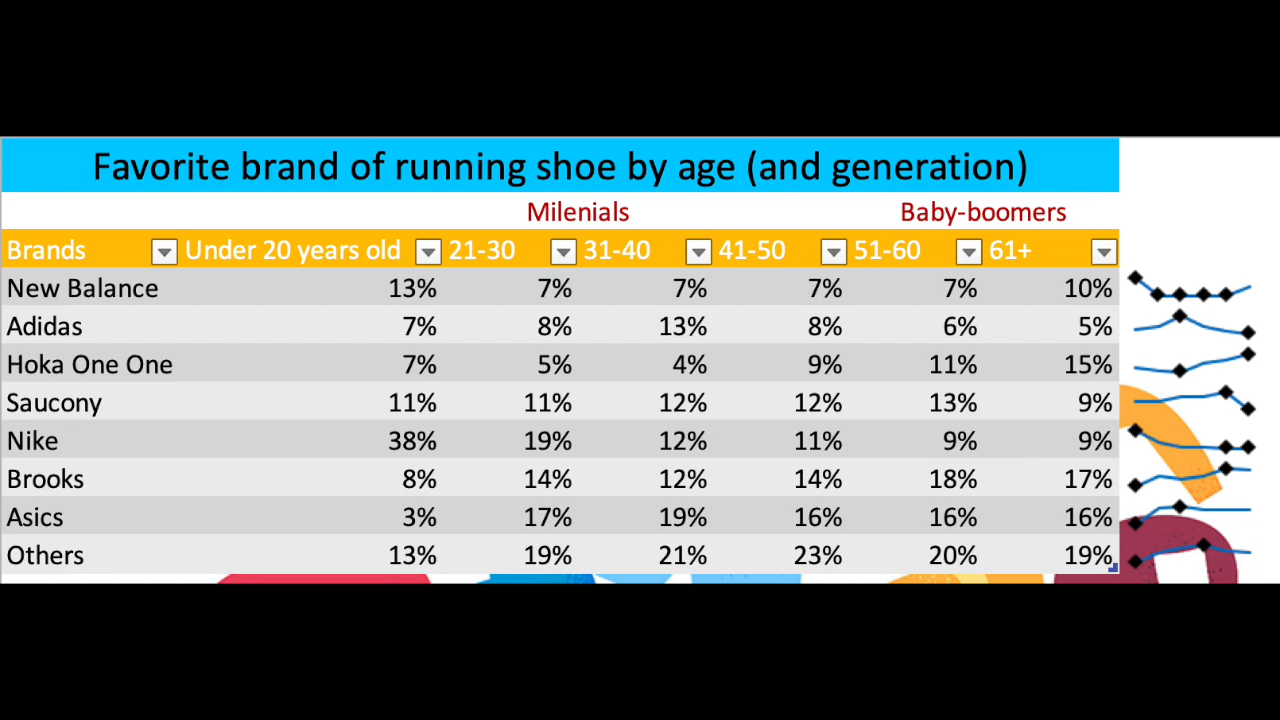 Favorite brand of running shoe by age (and generation)
Milenials Baby-boomers
Brands Under 20 years old 21-30 31-40 41-50 51-60 61+
New Balance 13% 7% 7% 7% 7% 10%
Adidas 7% 8% 13% 8% 6% 5%
Hoka One One 7% 5% 4% 9% 11% 15%
Saucony 11% 11% 12% 12% 13% 9%
Nike 38% 19% 12% 11% 9% 9%
Brooks 8% 14% 12% 14% 18% 17%
Asics 3% 17% 19% 16% 16% 16%
Others 13% 19% 21% 23% 20% 19%